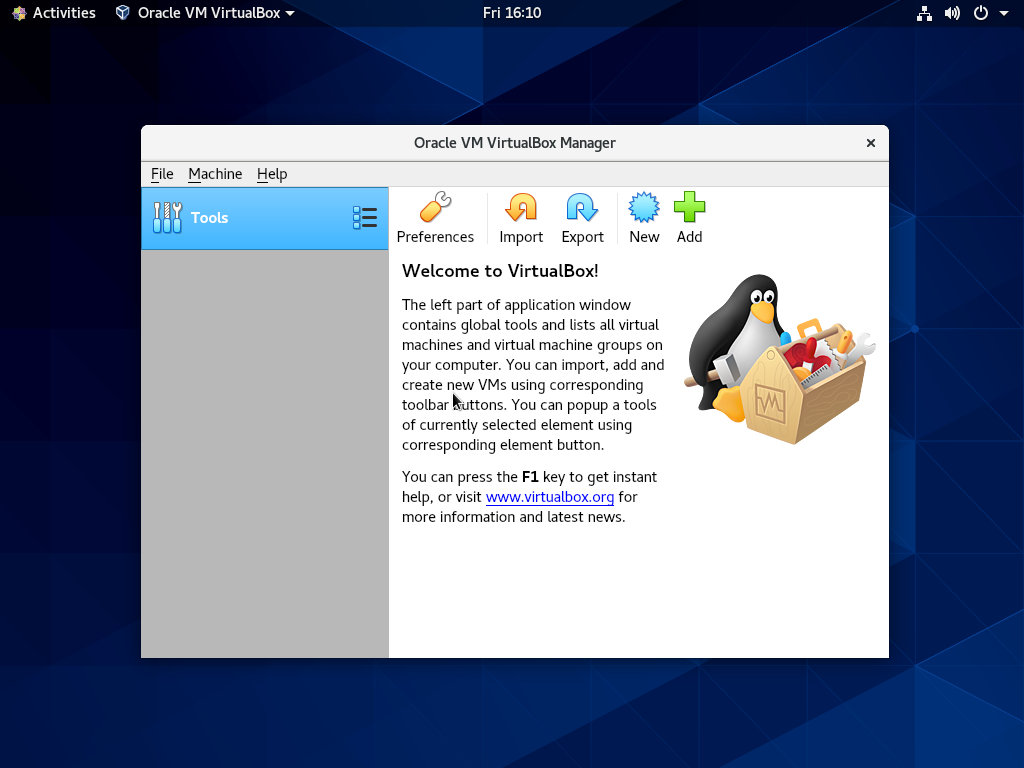 Activities Oracle VM VirtualBox Fri 16:10
Oracle VM VirtualBox Manager
File Machine Help
Tools
Preferences Import Export New Add
Welcome to VirtualBox!
The left part of application window
contains global tools and lists all virtual
machines and virtual machine groups on
your computer. You can import, add and
create new VMs using corresponding
toolbar buttons. You can popup a tools
of currently selected element using
corresponding element button.
You can press the F1 key to get instant
help, or visit www.virtualbox.org for
more information and latest news.